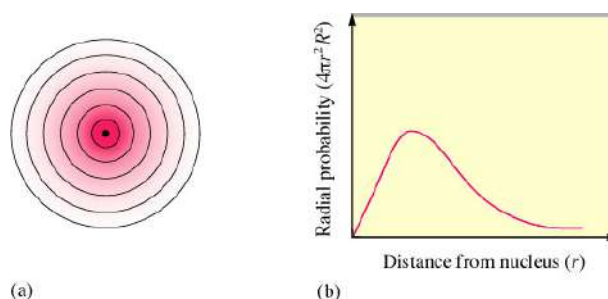 Radial probability (4πr²R²)
Distance from nucleus (r)
(a)
(b)